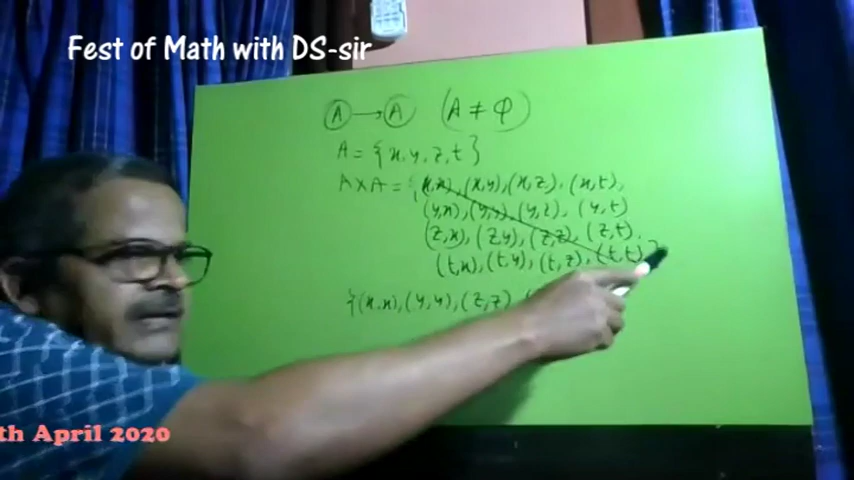 Fest of Math with DS-sir
A → A (A ≠ φ)
A = {x, y, z, t}
A×A = {(x,x), (x,y), (x,z), (x,t),
(y,x), (y,y), (y,z), (y,t)
(z,x), (z,y), (z,z), (z,t),
(t,x), (t,y), (t,z), (t,t)}
{(x,x), (y,y), (z,z),
th April 2020